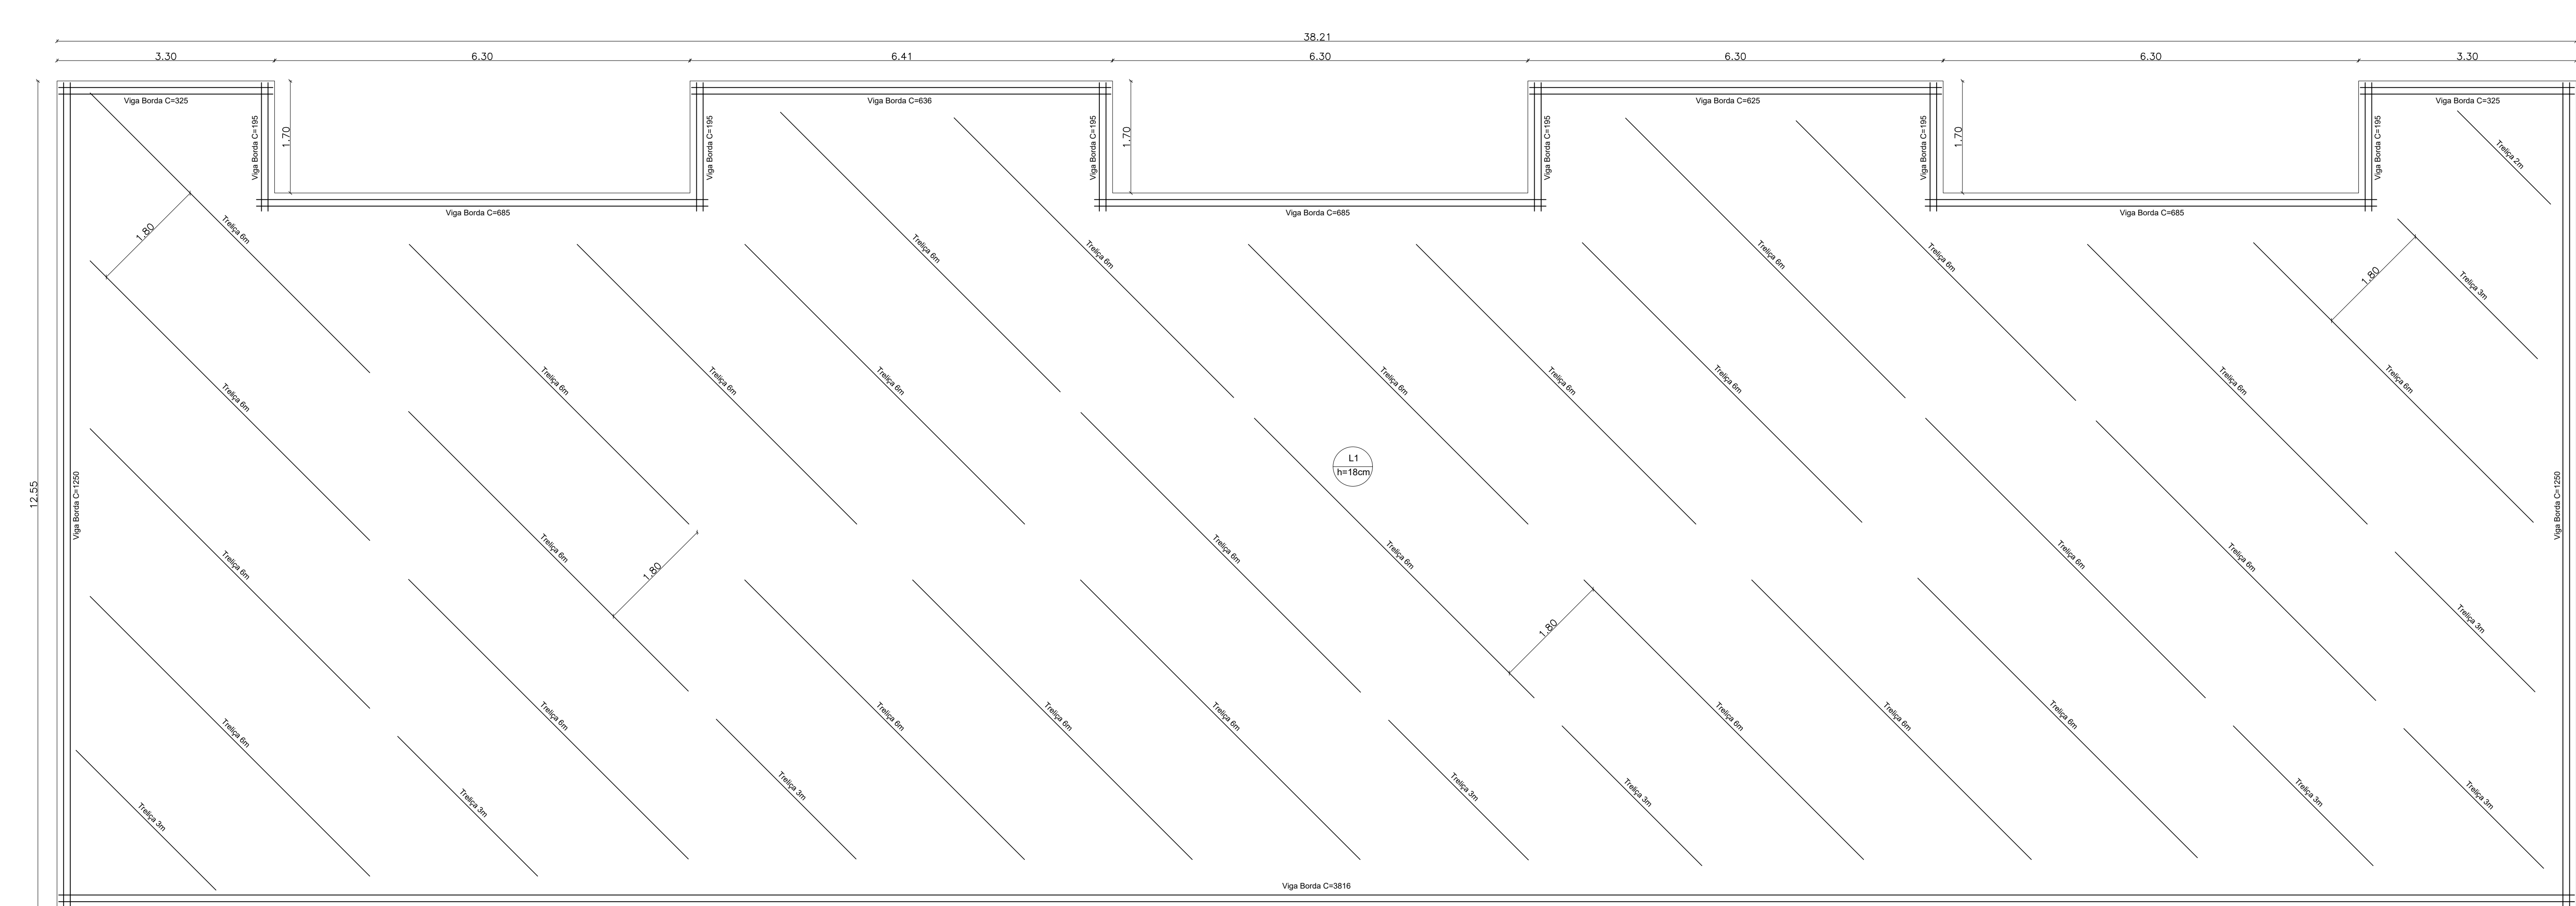 38.21
3.30
6.30
6.41
6.30
6.30
6.30
3.30
Viga Borda C=325
Viga Borda C=636
Viga Borda C=625
Viga Borda C=325
Viga Borda C=195
1.70
Viga Borda C=195
Viga Borda C=195
1.70
Viga Borda C=195
Viga Borda C=195
1.70
Viga Borda C=195
Treliça 2m
Viga Borda C=685
Viga Borda C=685
Viga Borda C=685
1.80
Treliça 6m
Treliça 6m
Treliça 6m
Treliça 6m
Treliça 6m
1.80
Treliça 3m
Treliça 6m
Treliça 6m
Treliça 6m
Treliça 6m
Treliça 6m
Treliça 6m
Treliça 6m
Treliça 6m
Treliça 6m
L1
h=18cm
12.55
Viga Borda C=1250
Viga Borda C=1250
Treliça 6m
Treliça 6m
1.80
Treliça 6m
Treliça 6m
Treliça 6m
Treliça 6m
1.80
Treliça 3m
Treliça 6m
Treliça 6m
Treliça 6m
Treliça 6m
Treliça 6m
Treliça 6m
Treliça 6m
Treliça 6m
Treliça 3m
Treliça 3m
Treliça 3m
Treliça 3m
Treliça 3m
Treliça 3m
Treliça 3m
Viga Borda C=3816